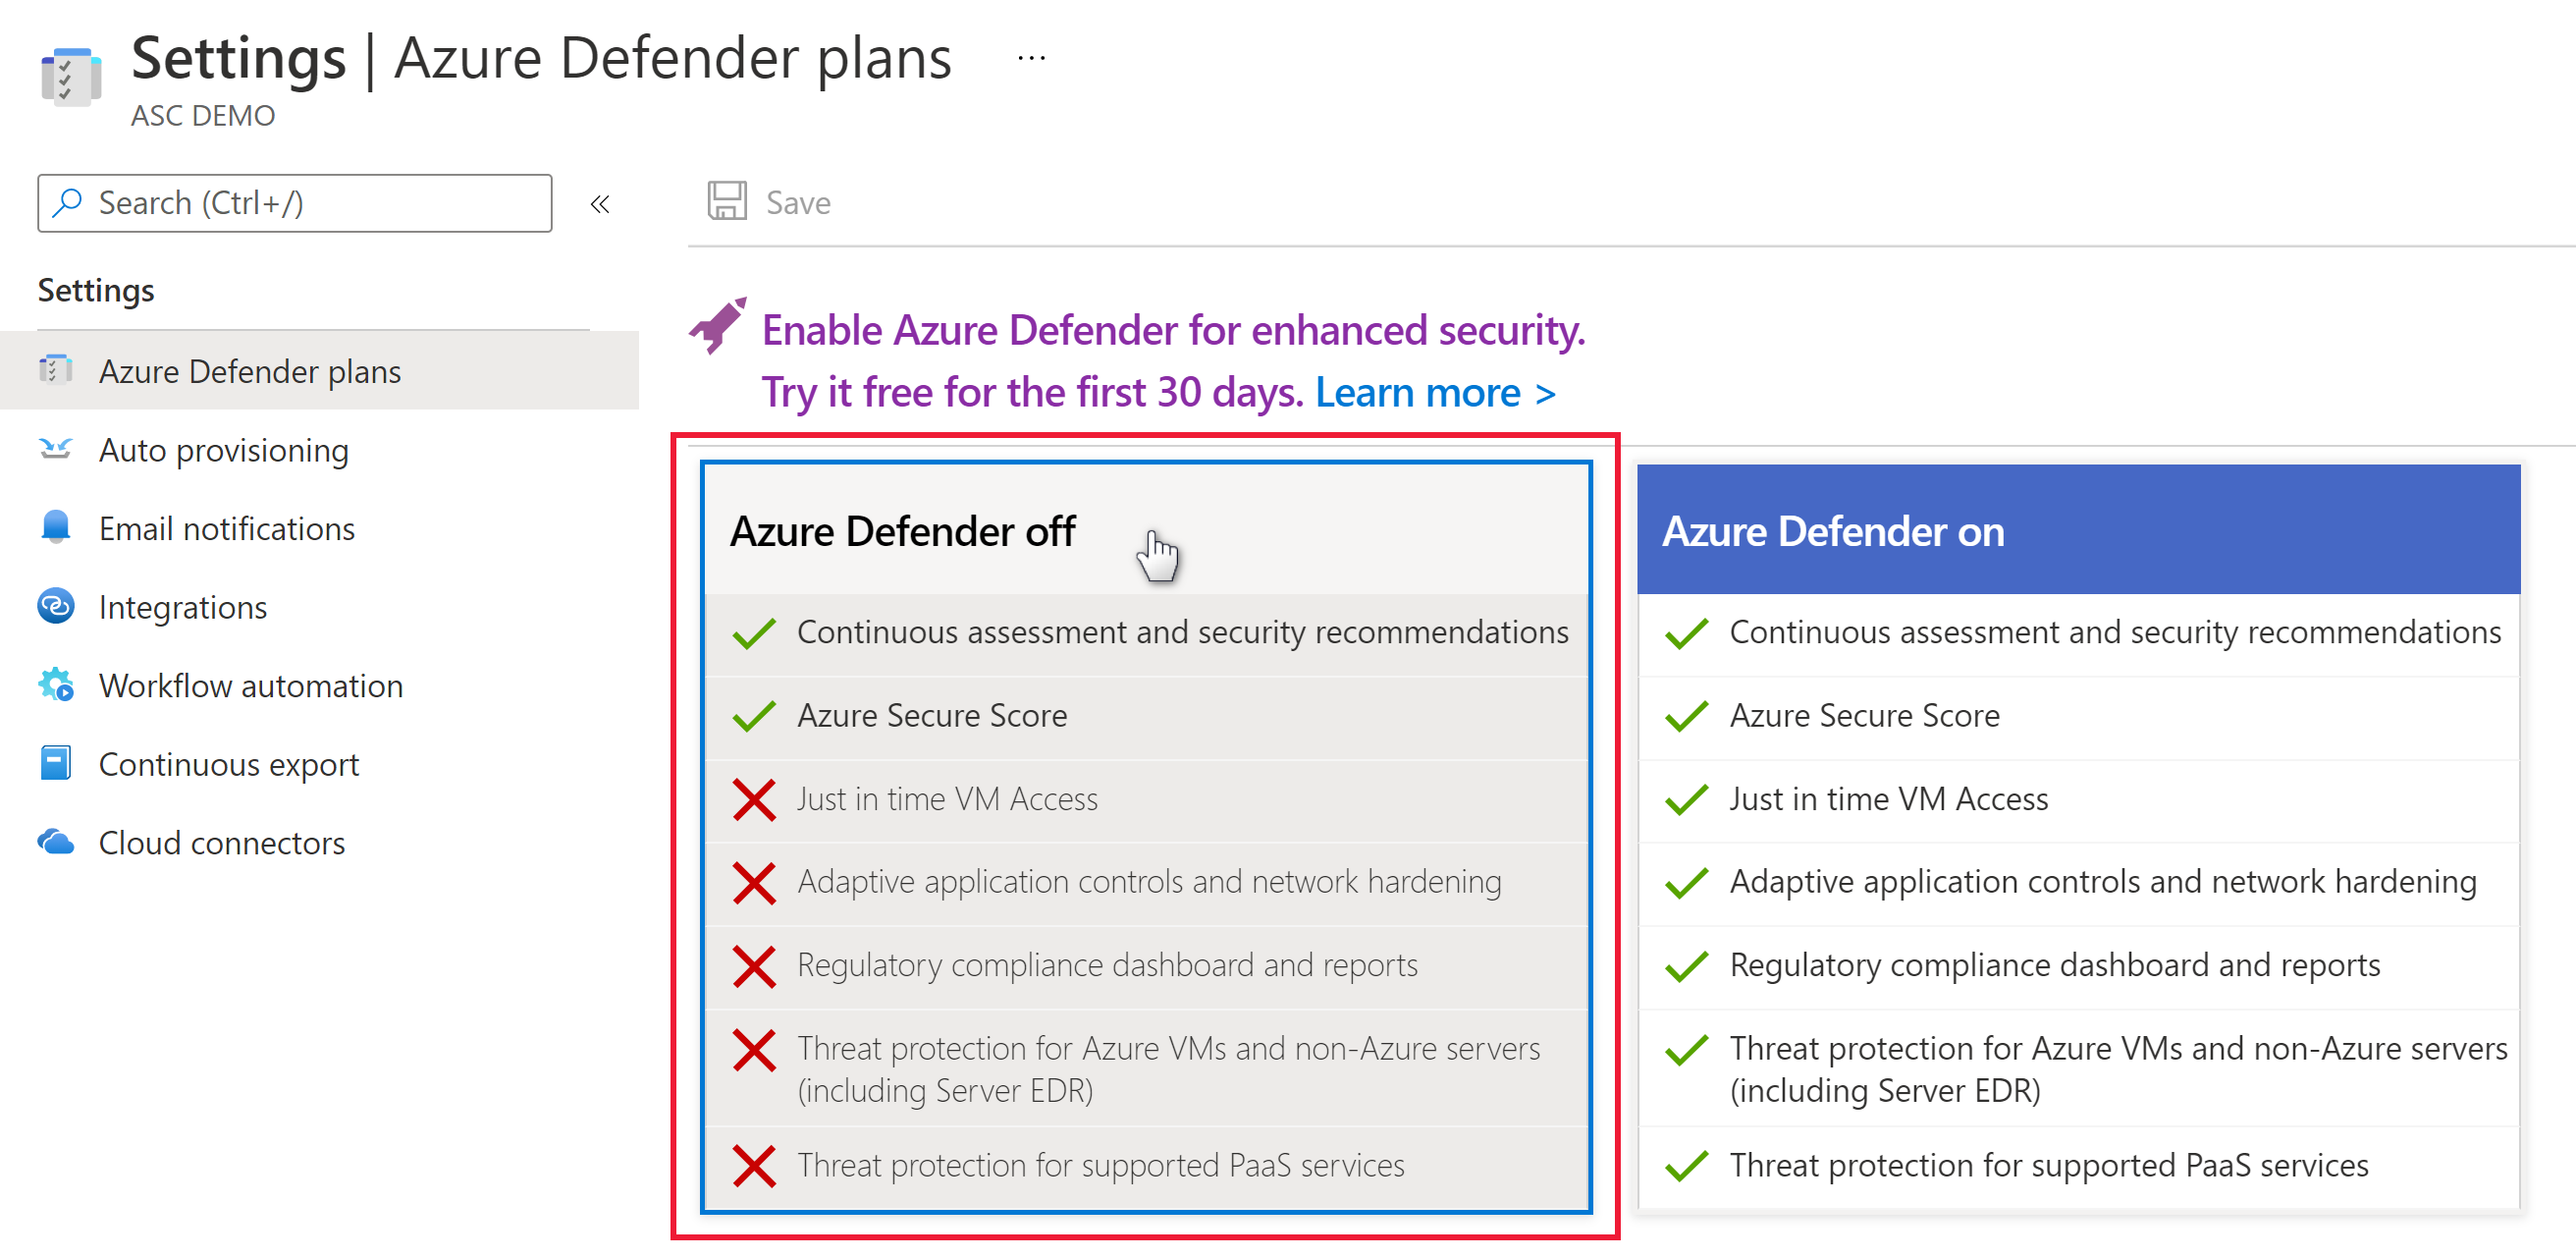 Settings | Azure Defender plans ...
ASC DEMO
Search (Ctrl+/)
«
Save
Settings
Azure Defender plans
Auto provisioning
Email notifications
Integrations
Workflow automation
Continuous export
Cloud connectors
Enable Azure Defender for enhanced security.
Try it free for the first 30 days. Learn more >
Azure Defender off
Continuous assessment and security recommendations
Azure Secure Score
Just in time VM Access
Adaptive application controls and network hardening
Regulatory compliance dashboard and reports
Threat protection for Azure VMs and non-Azure servers
(including Server EDR)
Threat protection for supported PaaS services
Azure Defender on
Continuous assessment and security recommendations
Azure Secure Score
Just in time VM Access
Adaptive application controls and network hardening
Regulatory compliance dashboard and reports
Threat protection for Azure VMs and non-Azure servers
(including Server EDR)
Threat protection for supported PaaS services